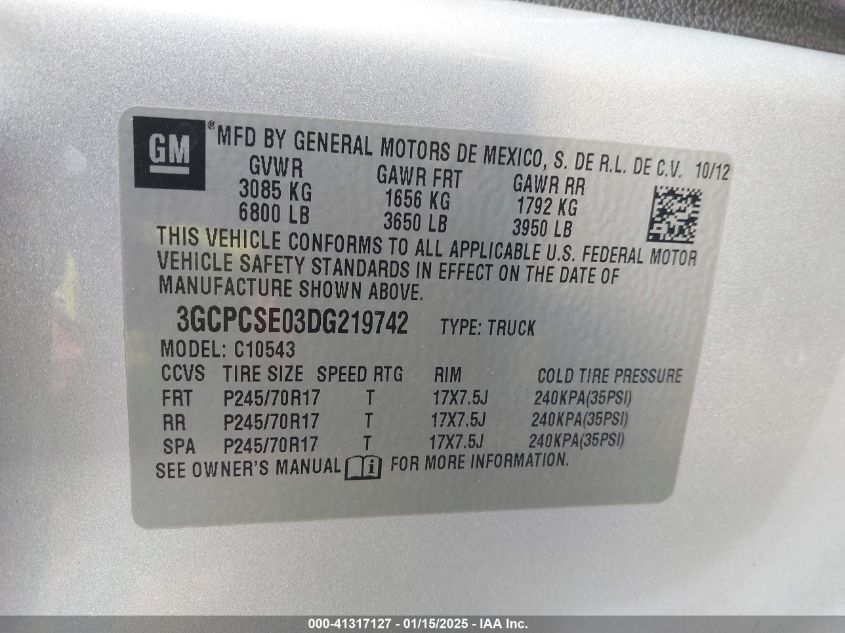 GM ® MFD BY GENERAL MOTORS DE MEXICO, S. DE R.L. DE C.V. 10/12
GVWR GAWR FRT GAWR RR
3085 KG 1656 KG 1792 KG
6800 LB 3650 LB 3950 LB
THIS VEHICLE CONFORMS TO ALL APPLICABLE U.S. FEDERAL MOTOR
VEHICLE SAFETY STANDARDS IN EFFECT ON THE DATE OF
MANUFACTURE SHOWN ABOVE.
3GCPCSE03DG219742 TYPE: TRUCK
MODEL: C10543
CCVS TIRE SIZE SPEED RTG RIM COLD TIRE PRESSURE
FRT P245/70R17 T 17X7.5J 240KPA(35PSI)
RR P245/70R17 T 17X7.5J 240KPA(35PSI)
SPA P245/70R17 T 17X7.5J 240KPA(35PSI)
SEE OWNER'S MANUAL i FOR MORE INFORMATION.
000-41317127 - 01/15/2025 - IAA Inc.